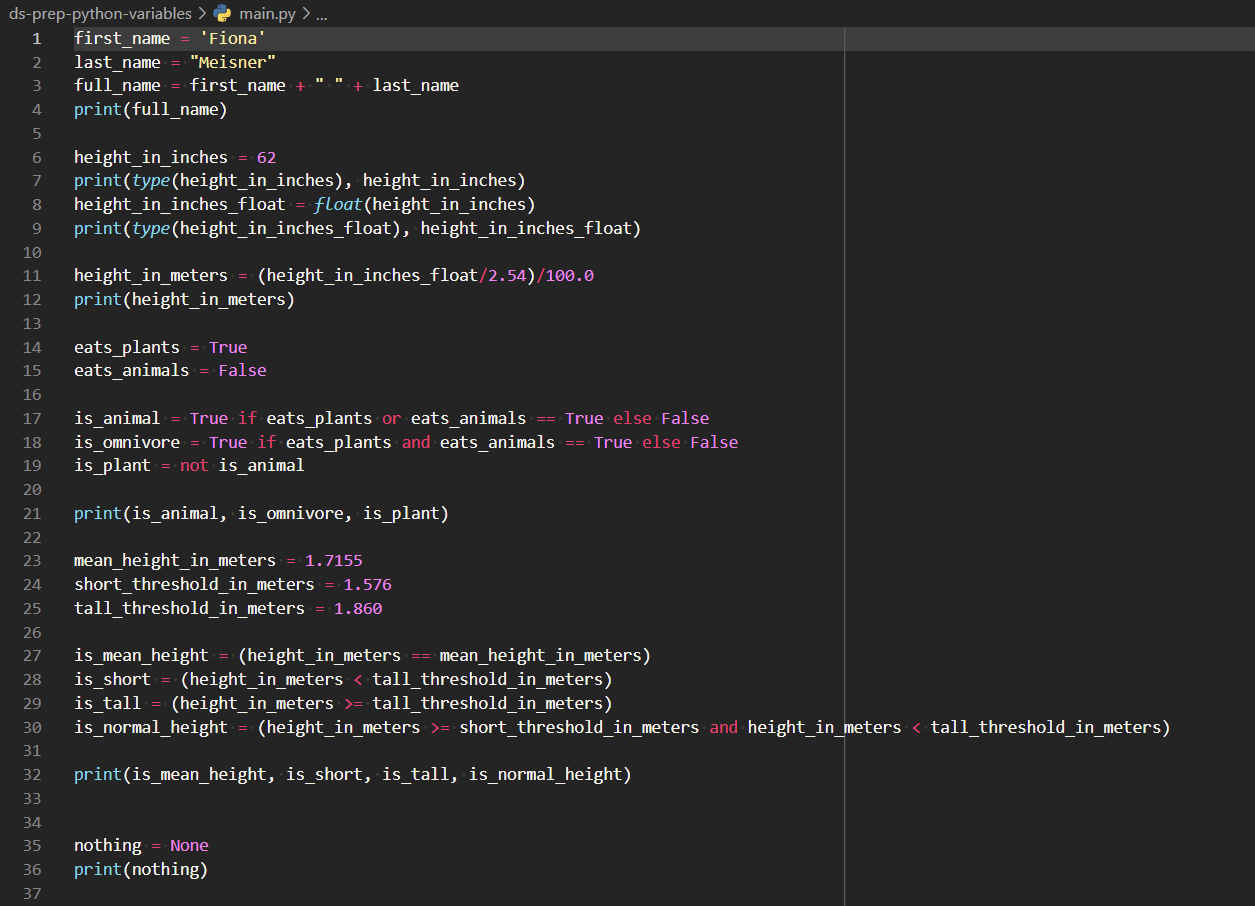 ds-prep-python-variables > main.py > ...
1 first_name = 'Fiona'
2 last_name = "Meisner"
3 full_name = first_name + " " + last_name
4 print(full_name)
5
6 height_in_inches = 62
7 print(type(height_in_inches), height_in_inches)
8 height_in_inches_float = float(height_in_inches)
9 print(type(height_in_inches_float), height_in_inches_float)
10
11 height_in_meters = (height_in_inches_float/2.54)/100.0
12 print(height_in_meters)
13
14 eats_plants = True
15 eats_animals = False
16
17 is_animal = True if eats_plants or eats_animals == True else False
18 is_omnivore = True if eats_plants and eats_animals == True else False
19 is_plant = not is_animal
20
21 print(is_animal, is_omnivore, is_plant)
22
23 mean_height_in_meters = 1.7155
24 short_threshold_in_meters = 1.576
25 tall_threshold_in_meters = 1.860
26
27 is_mean_height = (height_in_meters == mean_height_in_meters)
28 is_short = (height_in_meters < tall_threshold_in_meters)
29 is_tall = (height_in_meters >= tall_threshold_in_meters)
30 is_normal_height = (height_in_meters >= short_threshold_in_meters and height_in_meters < tall_threshold_in_meters)
31
32 print(is_mean_height, is_short, is_tall, is_normal_height)
33
34
35 nothing = None
36 print(nothing)
37